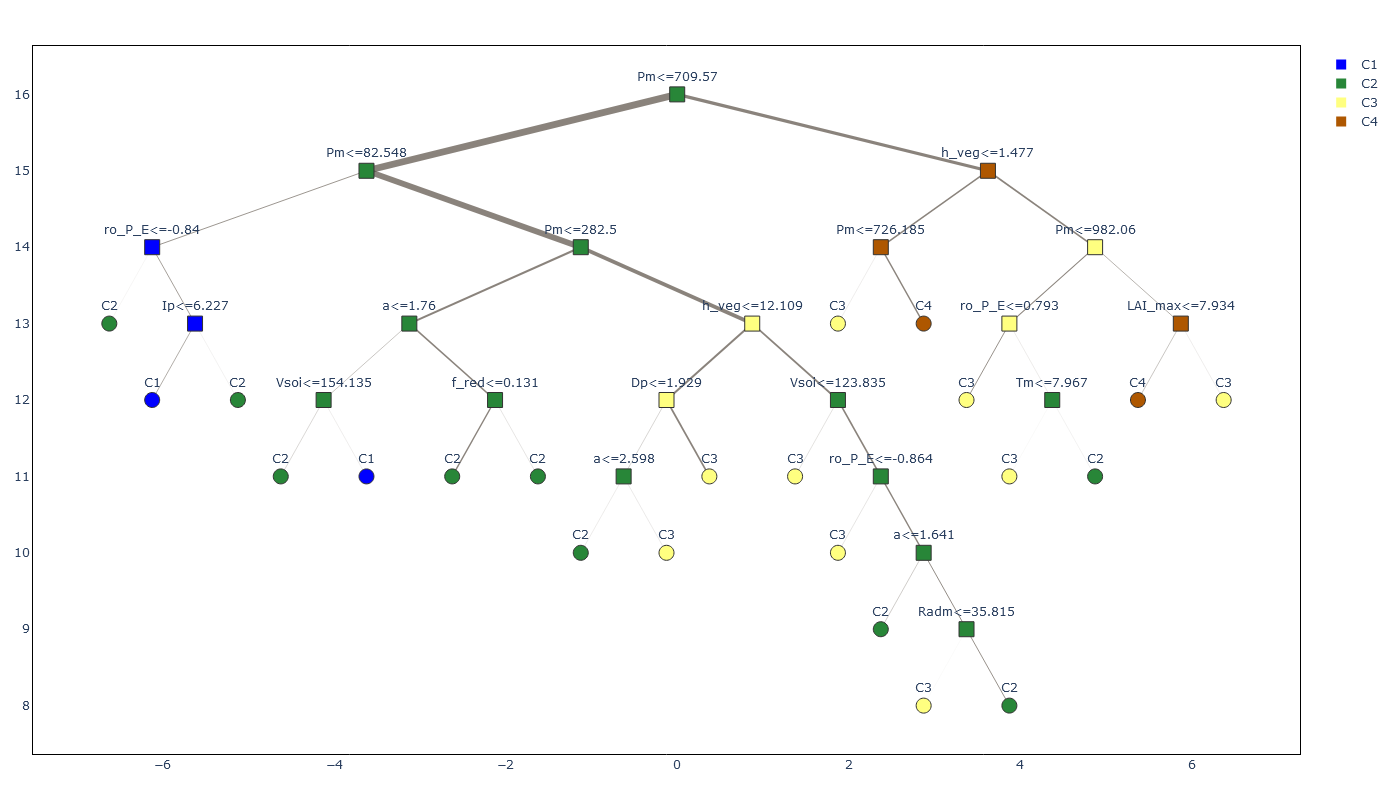 Pm<=709.57
C1
C2
C3
C4
16
Pm<=82.548
h_veg<=1.477
15
ro_P_E<=-0.84
Pm<=282.5
Pm<=726.185
Pm<=982.06
14
C2
Ip<=6.227
a<=1.76
h_veg<=12.109
C3
C4
ro_P_E<=0.793
LAI_max<=7.934
13
C1
C2
Vsoi<=154.135
f_red<=0.131
Dp<=1.929
Vsoi<=123.835
C3
Tm<=7.967
C4
C3
12
C2
C1
C2
C2
a<=2.598
C3
C3
ro_P_E<=-0.864
C3
C2
11
C2
C3
C3
a<=1.641
10
C2
Radm<=35.815
9
C3
C2
8
−6
−4
−2
0
2
4
6